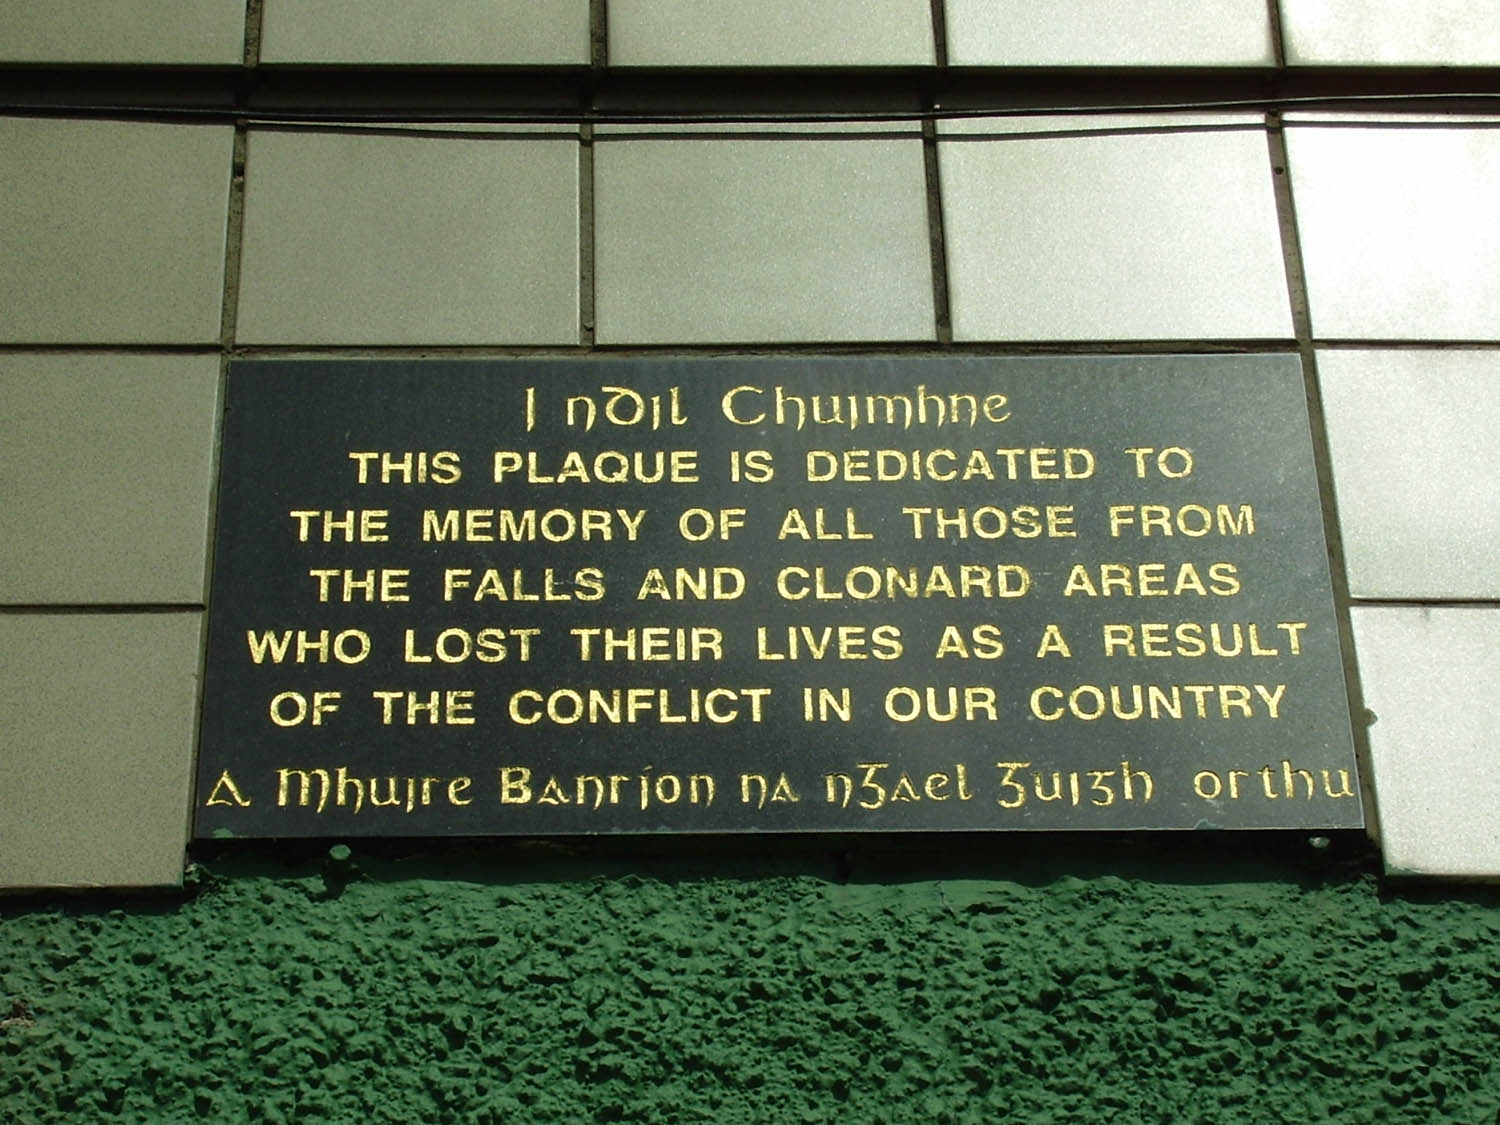 I ndil Chuimhne
THIS PLAQUE IS DEDICATED TO
THE MEMORY OF ALL THOSE FROM
THE FALLS AND CLONARD AREAS
WHO LOST THEIR LIVES AS A RESULT
OF THE CONFLICT IN OUR COUNTRY
A Mhuire Banríon na nGael Guigh orthu